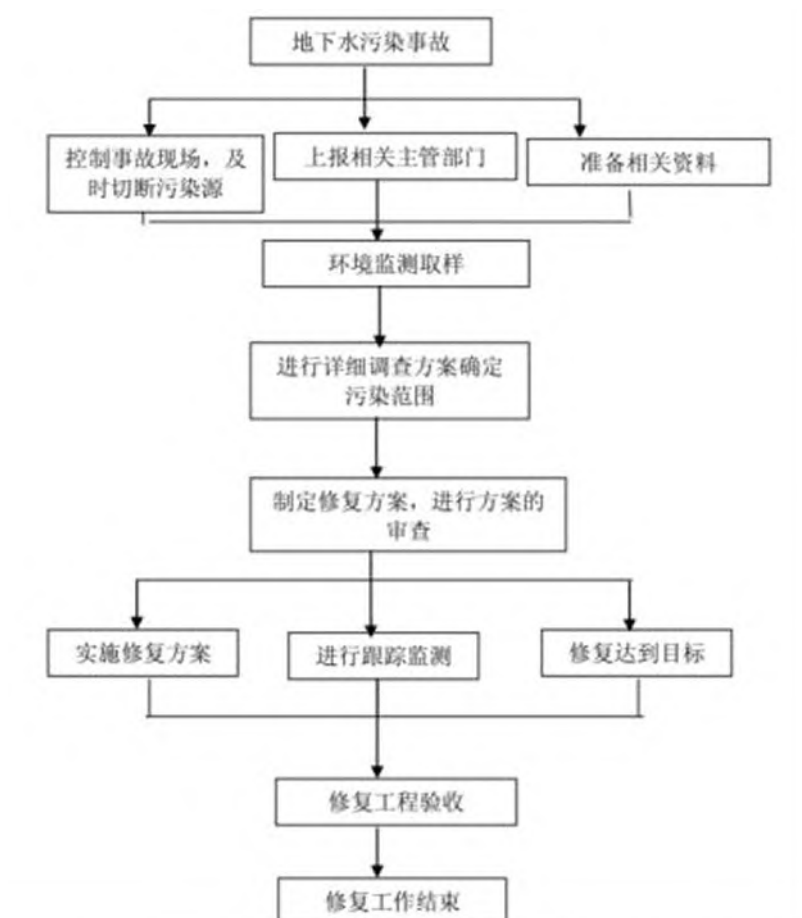 地下水污染事故
控制事故现场，及
时切断污染源
上报相关主管部门
准备相关资料
环境监测取样
进行详细调查方案确定
污染范围
制定修复方案，进行方案的
审查
实施修复方案
进行跟踪监测
修复达到目标
修复工程验收
修复工作结束